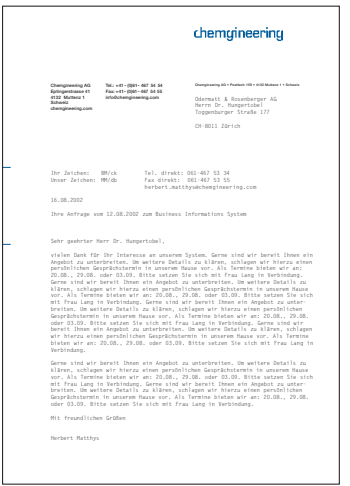 chemgineering
Chemgineering AG
Eptingerstrasse 41
4132 Muttenz 1
Schweiz
chemgineering.com
Tel.: +41–(0)61– 467 54 54
Fax: +41–(0)61– 467 54 55
info@chemgineering.com
Chemgineering AG • Postfach 109 • 4132 Muttenz 1 • Schweiz
Odermatt & Rosenberger AG
Herrn Dr. Hungertobel
Toggenburger Straße 177
CH-8011 Zürich
Ihr Zeichen: BM/ck
Unser Zeichen: MM/db
Tel. direkt: 061-467 53 34
Fax direkt: 061-467 53 55
herbert.matthys@chemgineering.com
16.08.2002
Ihre Anfrage vom 12.08.2002 zum Business Informations System
Sehr geehrter Herr Dr. Hungertobel,
vielen Dank für Ihr Interesse an unserem System. Gerne sind wir bereit Ihnen ein
Angebot zu unterbreiten. Um weitere Details zu klären, schlagen wir hierzu einen
persönlichen Gesprächstermin in unserem Hause vor. Als Termine bieten wir an:
20.08., 29.08. oder 03.09. Bitte setzen Sie sich mit Frau Lang in Verbindung.
Gerne sind wir bereit Ihnen ein Angebot zu unterbreiten. Um weitere Details zu
klären, schlagen wir hierzu einen persönlichen Gesprächstermin in unserem Hause
vor. Als Termine bieten wir an: 20.08., 29.08. oder 03.09. Bitte setzen Sie sich
mit Frau Lang in Verbindung. Gerne sind wir bereit Ihnen ein Angebot zu unter-
breiten. Um weitere Details zu klären, schlagen wir hierzu einen persönlichen
Gesprächstermin in unserem Hause vor. Als Termine bieten wir an: 20.08., 29.08.
oder 03.09. Bitte setzen Sie sich mit Frau Lang in Verbindung. Gerne sind wir
bereit Ihnen ein Angebot zu unterbreiten. Um weitere Details zu klären, schlagen
wir hierzu einen persönlichen Gesprächstermin in unserem Hause vor. Als Termine
bieten wir an: 20.08., 29.08. oder 03.09. Bitte setzen Sie sich mit Frau Lang in
Verbindung.
Gerne sind wir bereit Ihnen ein Angebot zu unterbreiten. Um weitere Details zu
klären, schlagen wir hierzu einen persönlichen Gesprächstermin in unserem Hause
vor. Als Termine bieten wir an: 20.08., 29.08. oder 03.09. Bitte setzen Sie sich
mit Frau Lang in Verbindung. Gerne sind wir bereit Ihnen ein Angebot zu unter-
breiten. Um weitere Details zu klären, schlagen wir hierzu einen persönlichen
Gesprächstermin in unserem Hause vor. Als Termine bieten wir an: 20.08., 29.08.
oder 03.09. Bitte setzen Sie sich mit Frau Lang in Verbindung.
Mit freundlichen Grüßen
Herbert Matthys